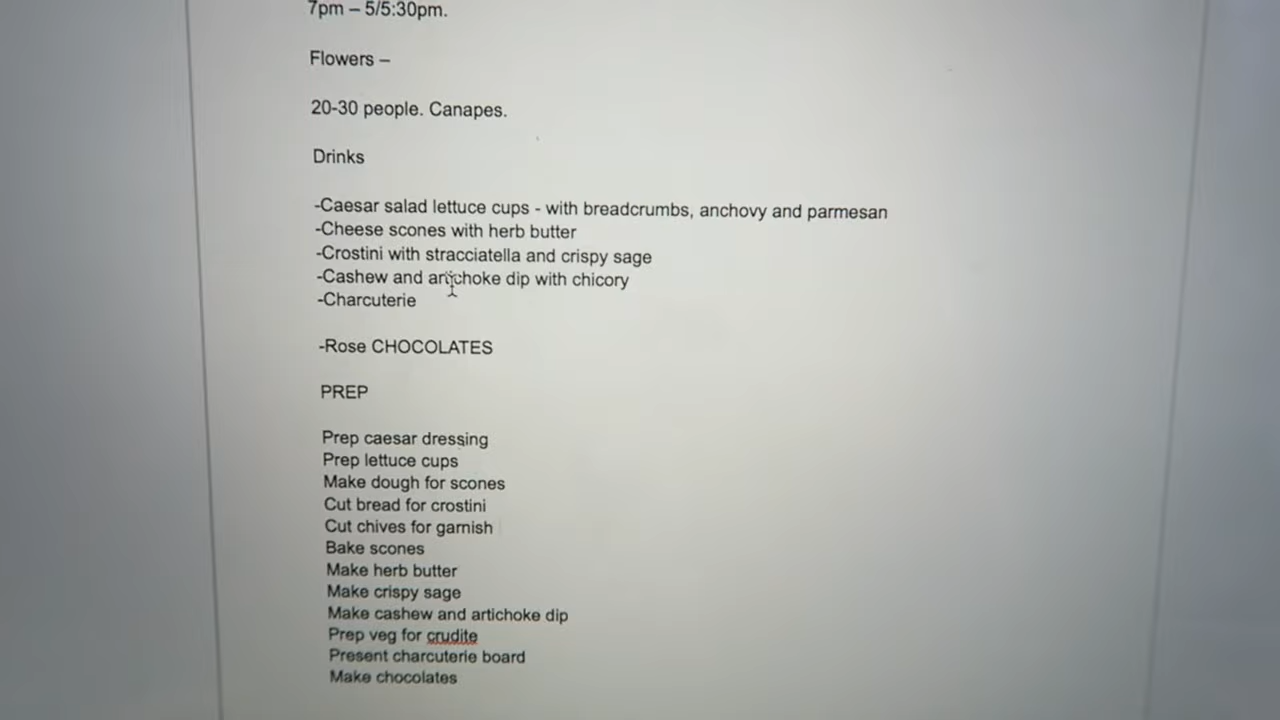 7pm – 5/5:30pm.
Flowers –
20-30 people. Canapes.
Drinks
-Caesar salad lettuce cups - with breadcrumbs, anchovy and parmesan
-Cheese scones with herb butter
-Crostini with stracciatella and crispy sage
-Cashew and artichoke dip with chicory
-Charcuterie
-Rose CHOCOLATES
PREP
Prep caesar dressing
Prep lettuce cups
Make dough for scones
Cut bread for crostini
Cut chives for garnish
Bake scones
Make herb butter
Make crispy sage
Make cashew and artichoke dip
Prep veg for crudite
Present charcuterie board
Make chocolates